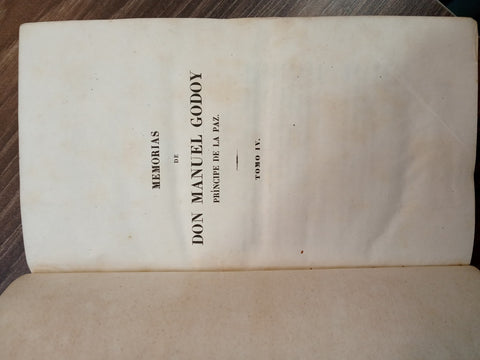 MEMORIAS
DE
DON MANUEL GODOY
PRÍNCIPE DE LA PAZ.
TOMO IV.